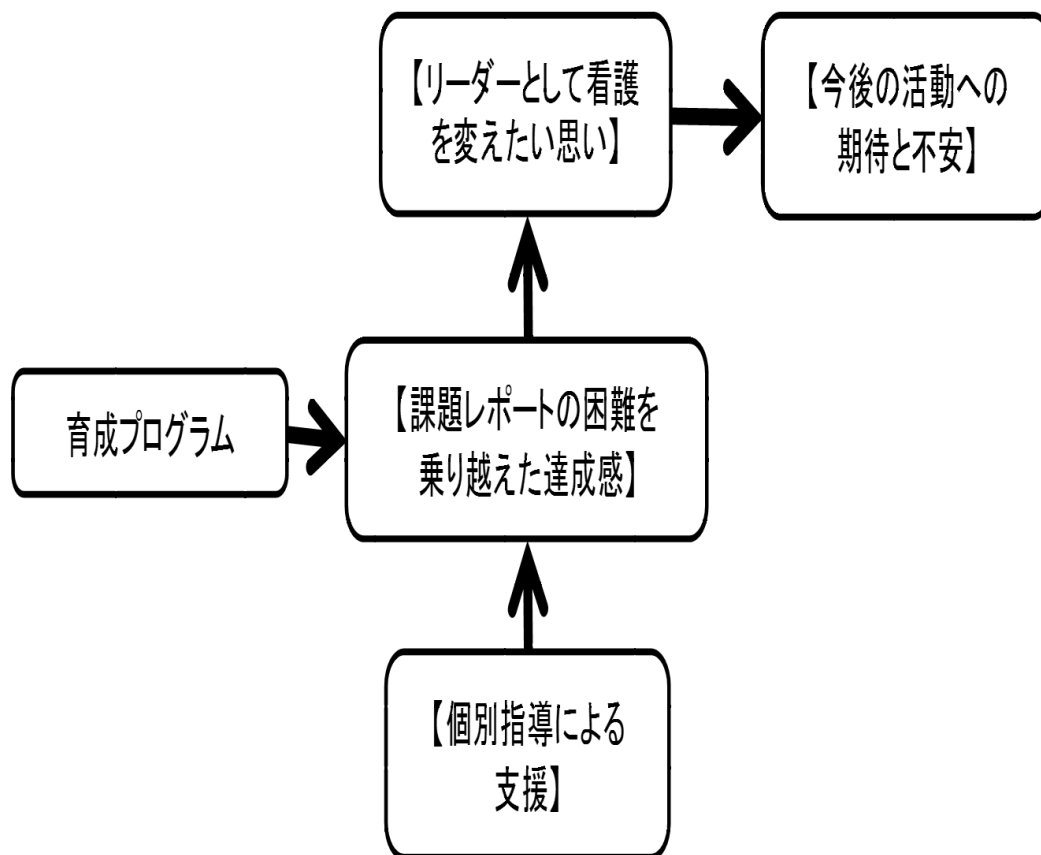 【リーダーとして看護
を変えたい思い】
【今後の活動への
期待と不安】
育成プログラム
【課題レポートの困難を
乗り越えた達成感】
【個別指導による
支援】